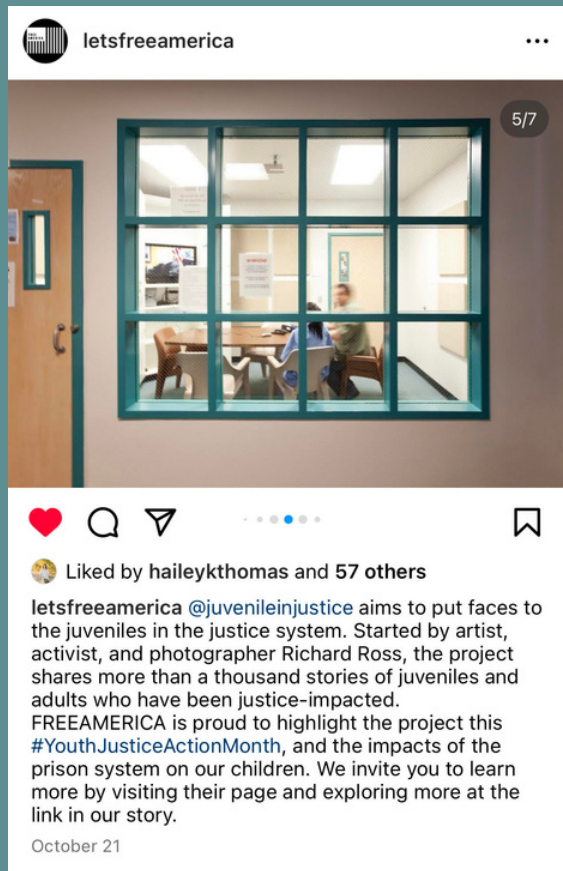 FREE
AMERICA
letsfreeamerica
5/7
Liked by haileykthomas and 57 others
letsfreeamerica @juvenileinjustice aims to put faces to
the juveniles in the justice system. Started by artist,
activist, and photographer Richard Ross, the project
shares more than a thousand stories of juveniles and
adults who have been justice-impacted.
FREEAMERICA is proud to highlight the project this
#YouthJusticeActionMonth, and the impacts of the
prison system on our children. We invite you to learn
more by visiting their page and exploring more at the
link in our story.
October 21